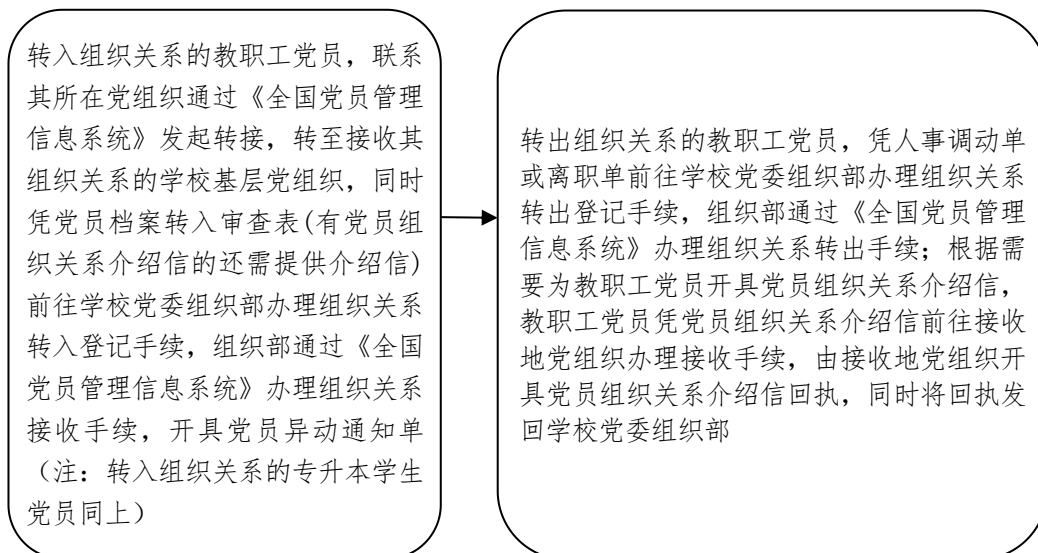 转入组织关系的教职工党员，联系
其所在党组织通过《全国党员管理
信息系统》发起转接，转至接收其
组织关系的学校基层党组织，同时
凭党员档案转入审查表(有党员组
织关系介绍信的还需提供介绍信)
前往学校党委组织部办理组织关系
转入登记手续，组织部通过《全国
党员管理信息系统》办理组织关系
接收手续，开具党员异动通知单
（注：转入组织关系的专升本学生
党员同上）
转出组织关系的教职工党员，凭人事调动单
或离职单前往学校党委组织部办理组织关系
转出登记手续，组织部通过《全国党员管理
信息系统》办理组织关系转出手续；根据需
要为教职工党员开具党员组织关系介绍信，
教职工党员凭党员组织关系介绍信前往接收
地党组织办理接收手续，由接收地党组织开
具党员组织关系介绍信回执，同时将回执发
回学校党委组织部